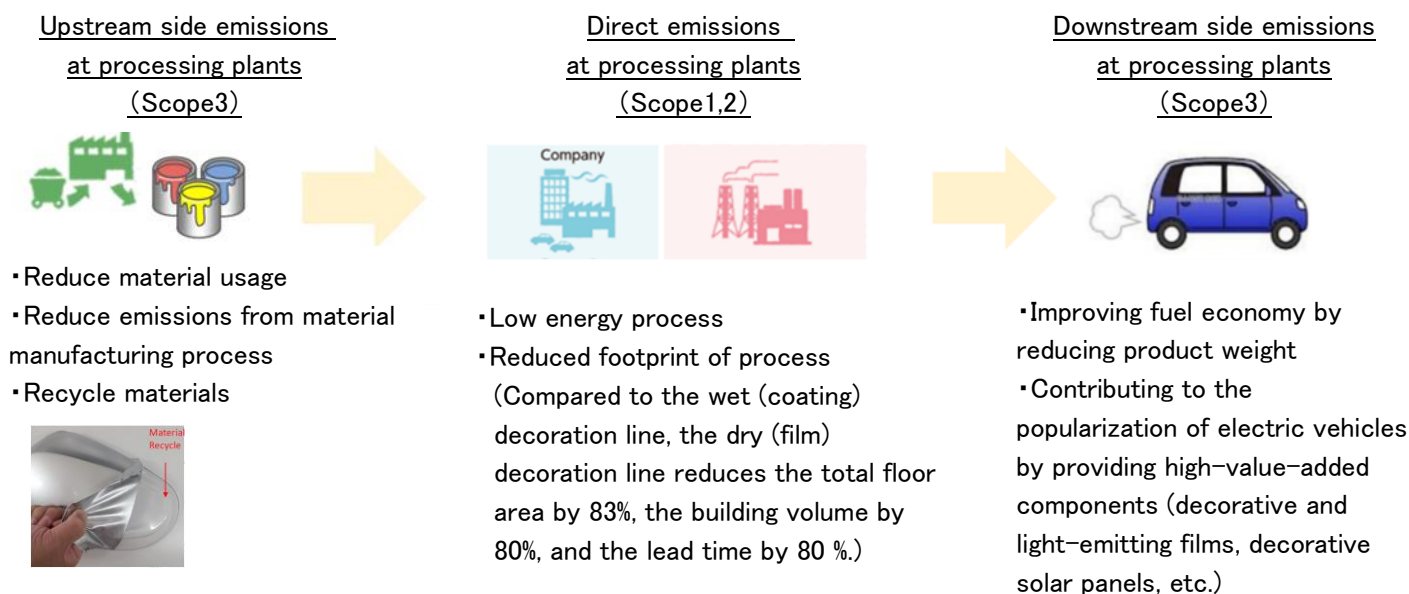 Upstream side emissions
at processing plants
（Scope3）
・Reduce material usage
・Reduce emissions from material
manufacturing process
・Recycle materials
Material
Recycle
Direct emissions
at processing plants
（Scope1,2）
Company
・Low energy process
・Reduced footprint of process
（Compared to the wet （coating）
decoration line, the dry （film）
decoration line reduces the total floor
area by 83%, the building volume by
80%, and the lead time by 80 %.）
Downstream side emissions
at processing plants
（Scope3）
・Improving fuel economy by
reducing product weight
・Contributing to the
popularization of electric vehicles
by providing high-value-added
components （decorative and
light-emitting films, decorative
solar panels, etc.）